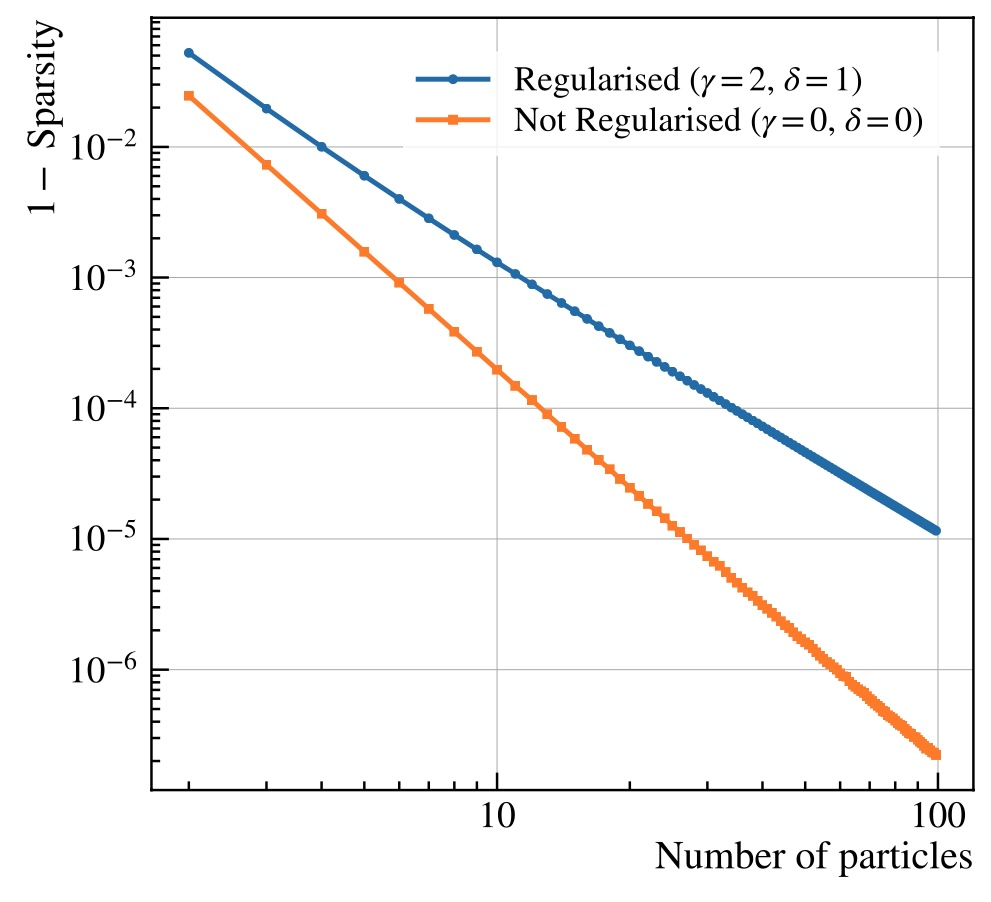 1 − Sparsity
Regularised (γ=2, δ=1)
Not Regularised (γ=0, δ=0)
10⁻²
10⁻³
10⁻⁴
10⁻⁵
10⁻⁶
10
100
Number of particles